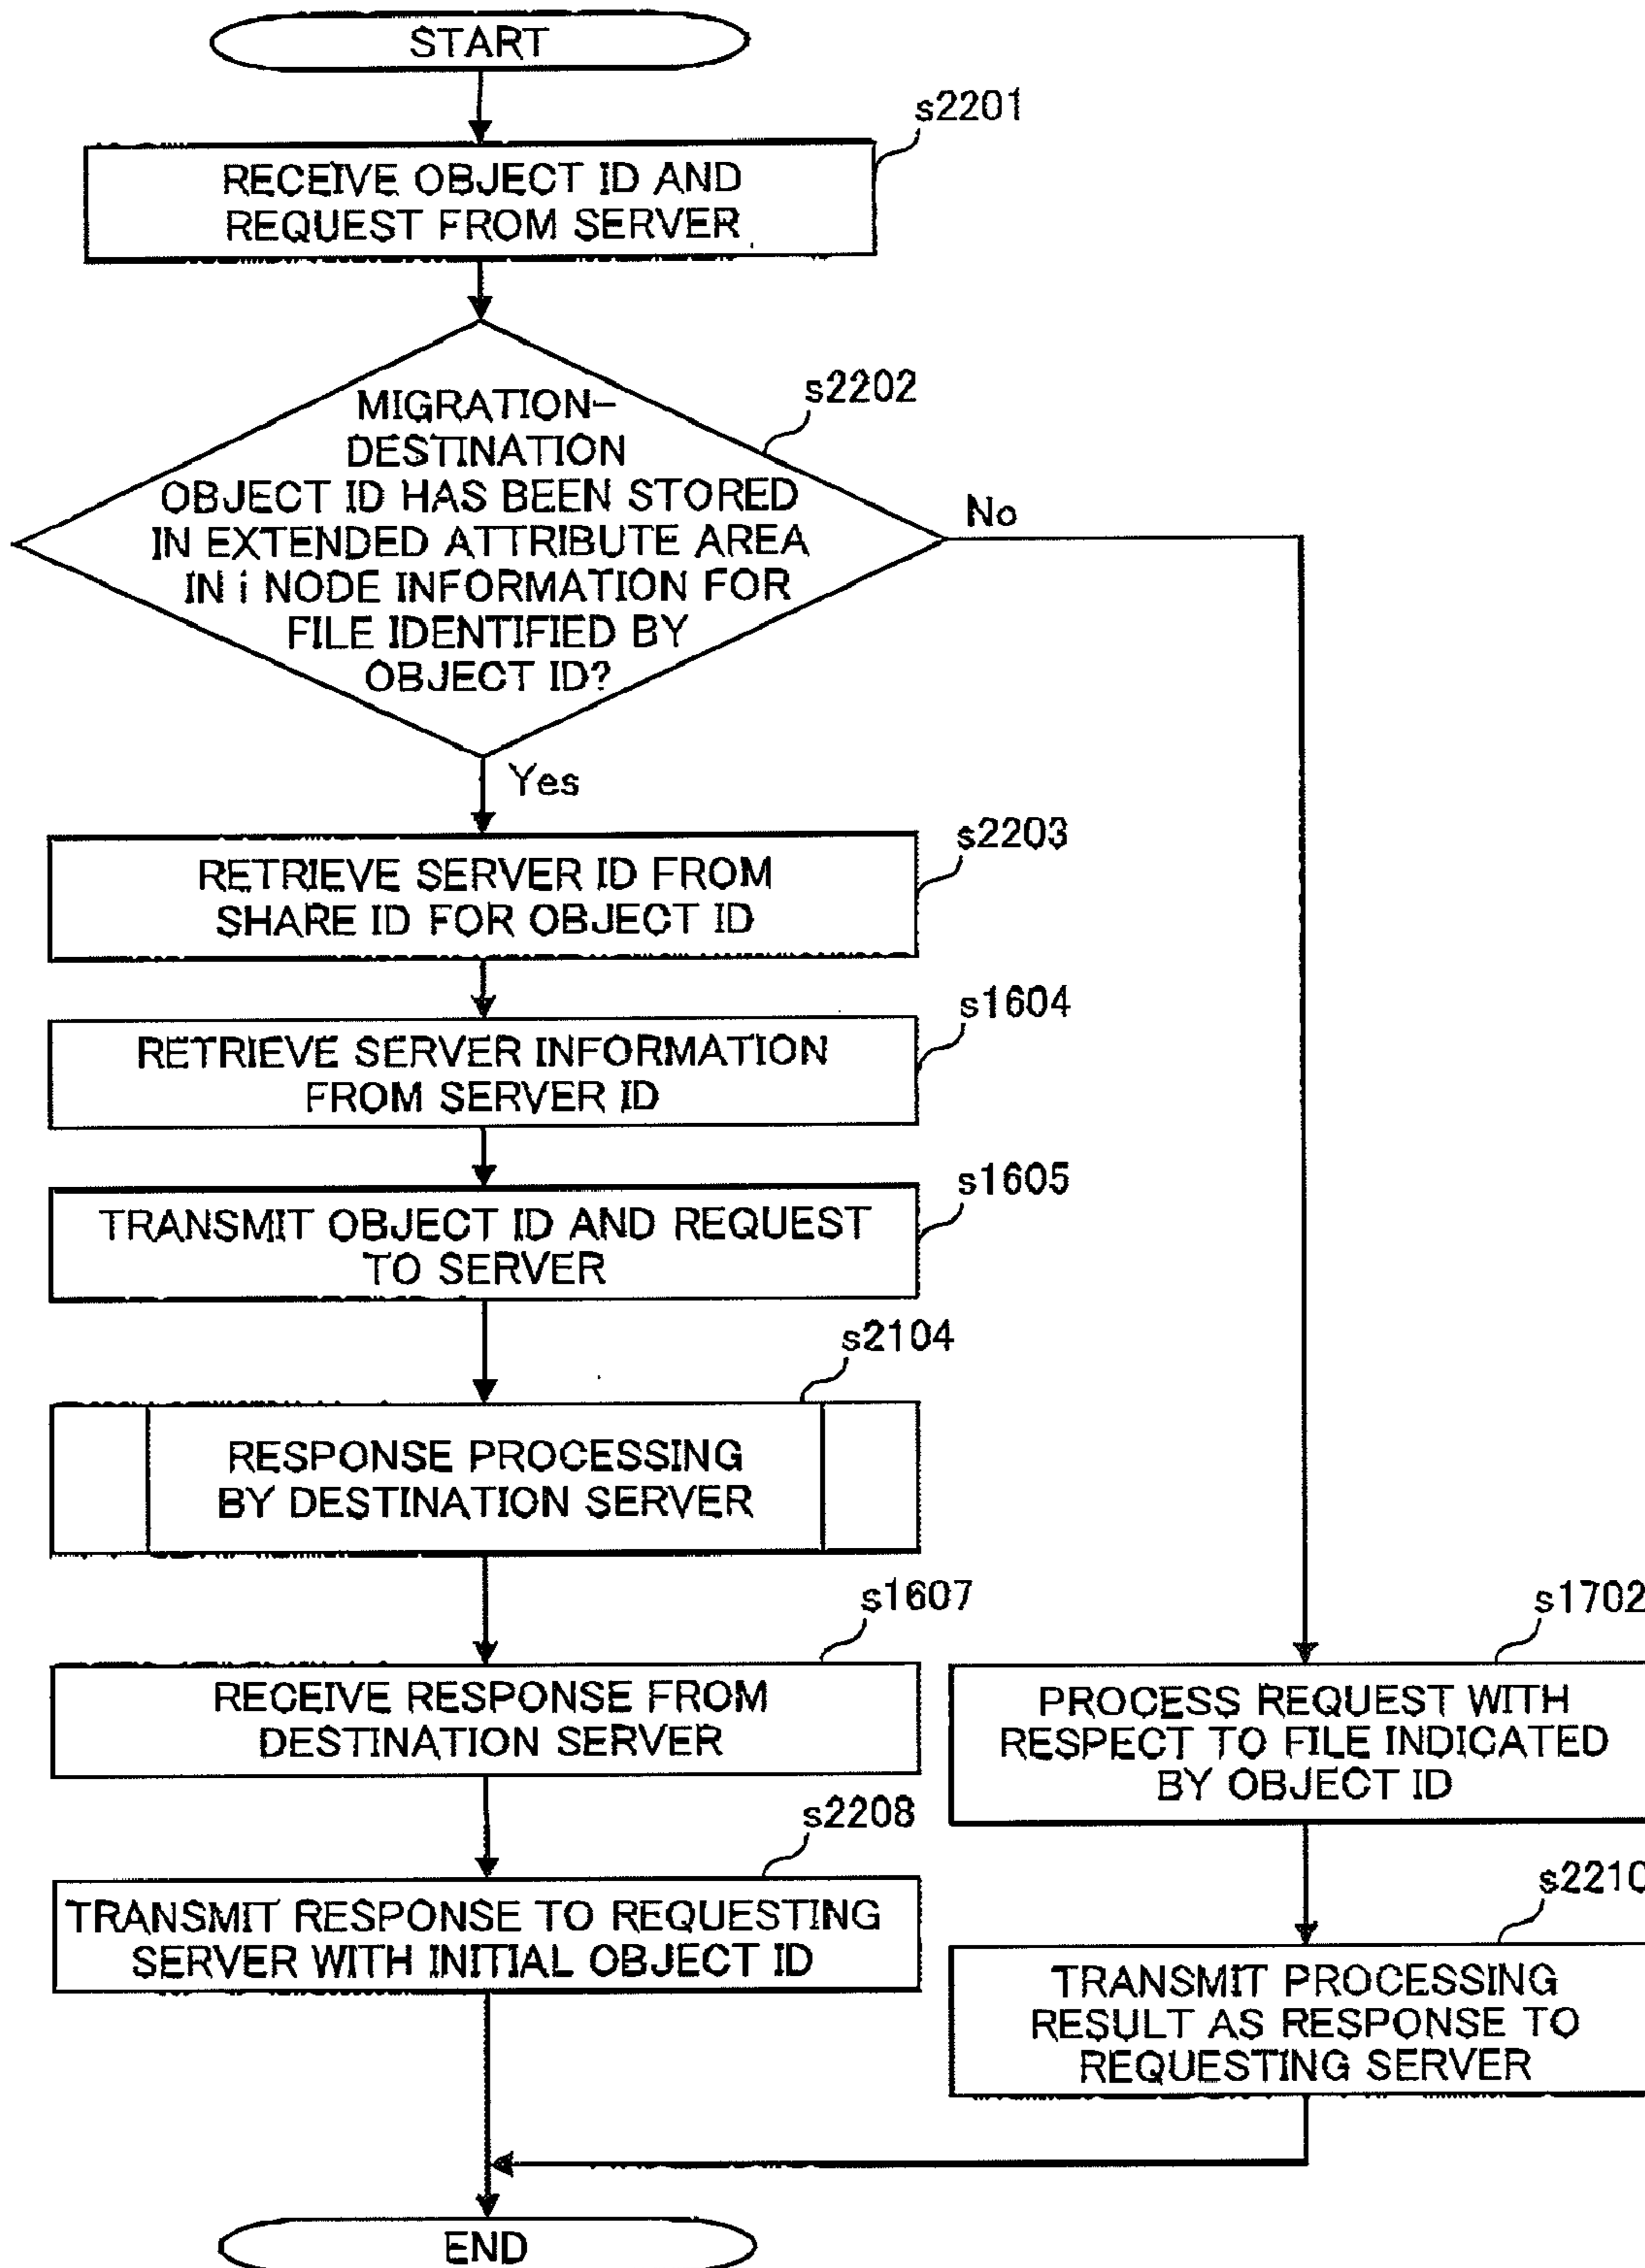 START
s2201
RECEIVE OBJECT ID AND
REQUEST FROM SERVER
s2202
MIGRATION-
DESTINATION
OBJECT ID HAS BEEN STORED
IN EXTENDED ATTRIBUTE AREA
IN i NODE INFORMATION FOR
FILE IDENTIFIED BY
OBJECT ID?
No
Yes
s2203
RETRIEVE SERVER ID FROM
SHARE ID FOR OBJECT ID
s1604
RETRIEVE SERVER INFORMATION
FROM SERVER ID
s1605
TRANSMIT OBJECT ID AND REQUEST
TO SERVER
s2104
RESPONSE PROCESSING
BY DESTINATION SERVER
s1607
RECEIVE RESPONSE FROM
DESTINATION SERVER
s2208
TRANSMIT RESPONSE TO REQUESTING
SERVER WITH INITIAL OBJECT ID
s1702
PROCESS REQUEST WITH
RESPECT TO FILE INDICATED
BY OBJECT ID
s2210
TRANSMIT PROCESSING
RESULT AS RESPONSE TO
REQUESTING SERVER
END